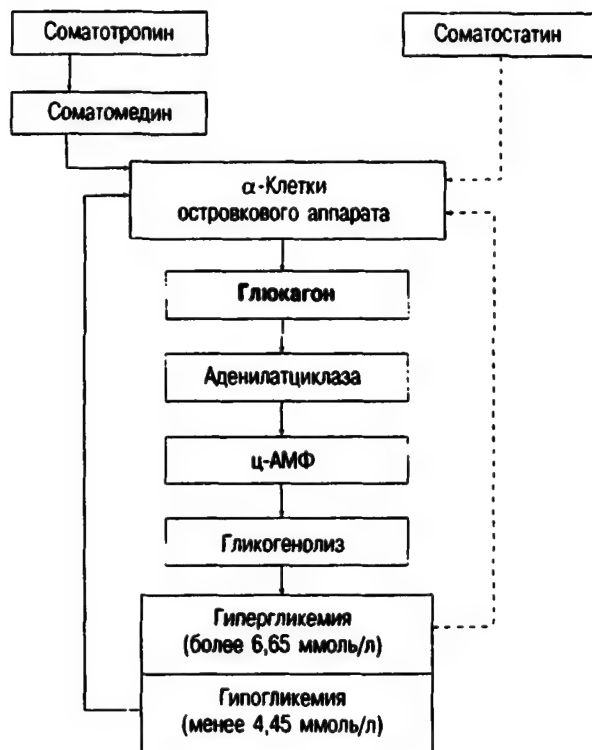 Соматотропин
Соматостатин
Соматомедин
α-Клетки
островкового аппарата
Глюкагон
Аденилатциклаза
ц-АМФ
Гликогенолиз
Гипергликемия
(более 6,65 ммоль/л)
Гипогликемия
(менее 4,45 ммоль/л)